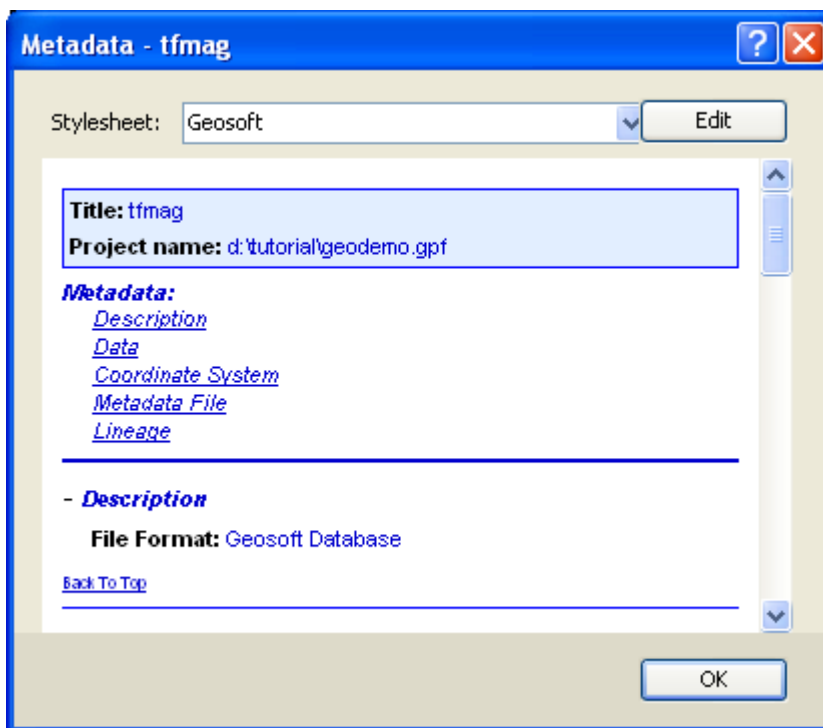 Metadata - tfmag
Stylesheet: Geosoft Edit
Title: tfmag
Project name: d:\tutorial\geodemo.gpf
Metadata:
Description
Data
Coordinate System
Metadata File
Lineage
- Description
File Format: Geosoft Database
Back To Top
OK